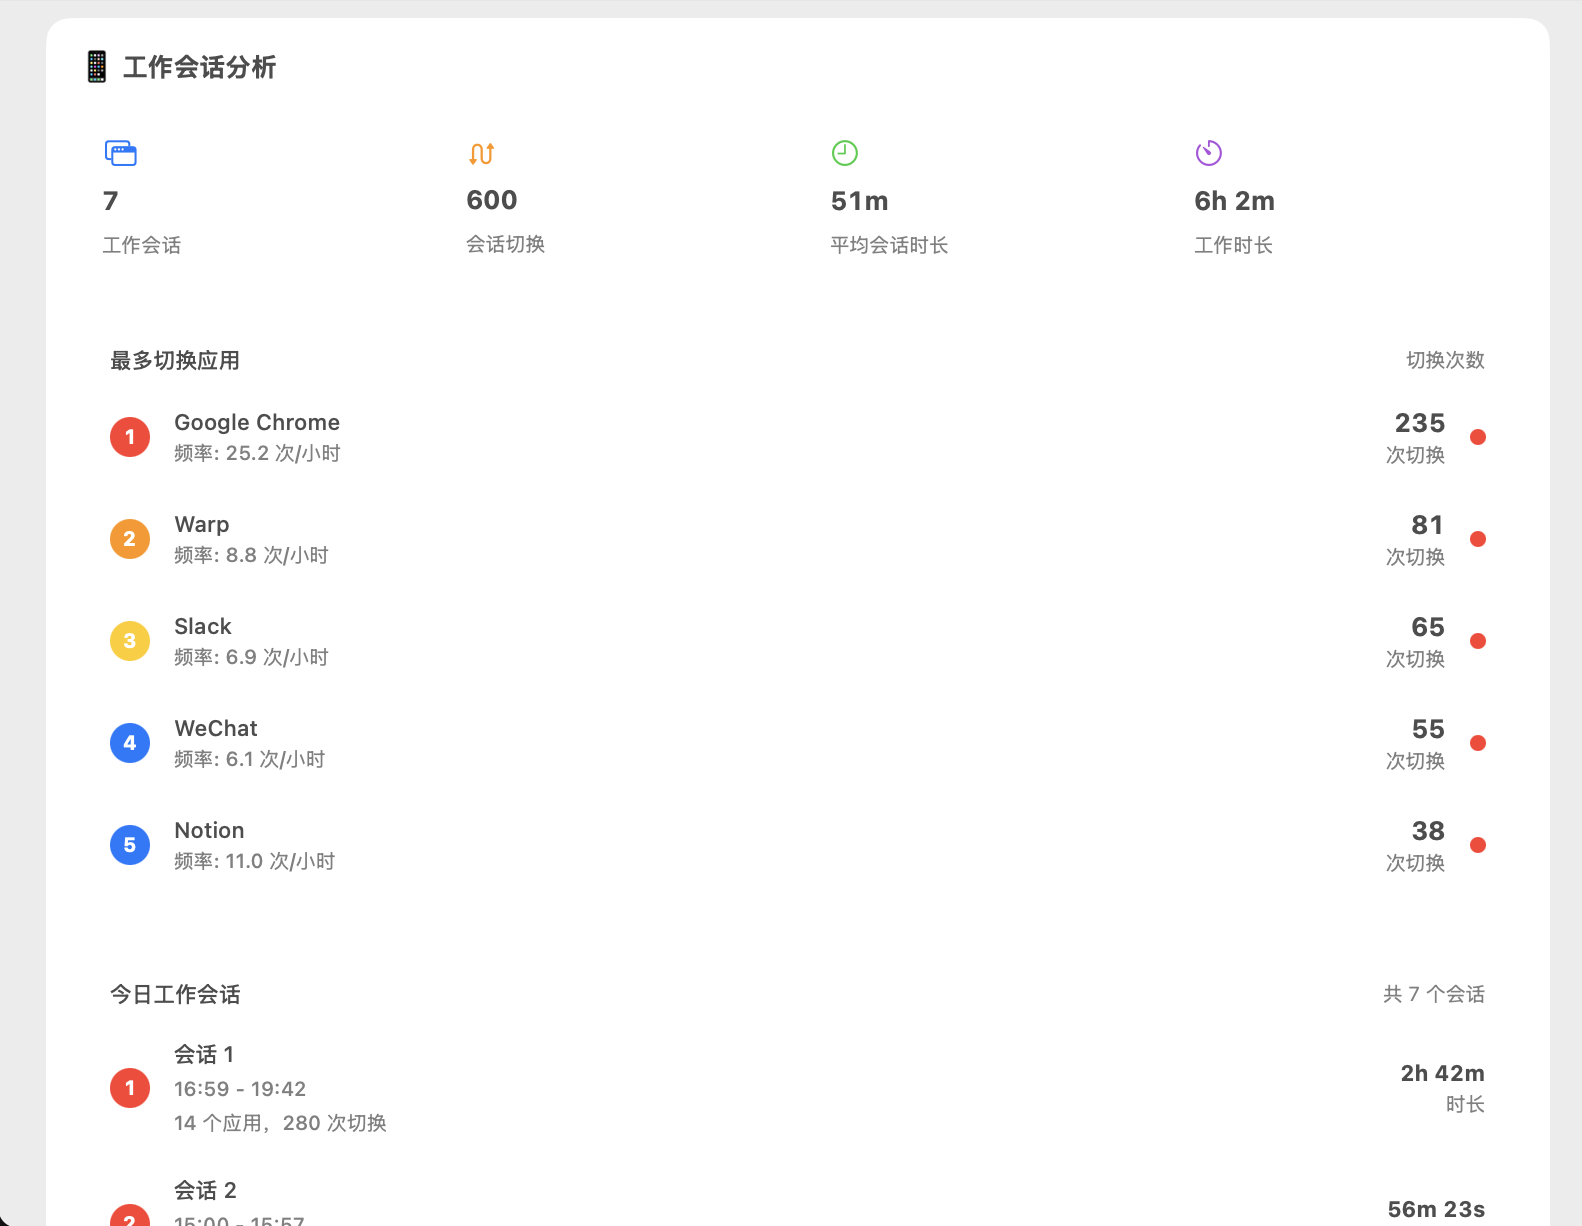 工作会话分析
7
工作会话
600
会话切换
51m
平均会话时长
6h 2m
工作时长
最多切换应用
切换次数
1
Google Chrome
频率: 25.2 次/小时
235
次切换
2
Warp
频率: 8.8 次/小时
81
次切换
3
Slack
频率: 6.9 次/小时
65
次切换
4
WeChat
频率: 6.1 次/小时
55
次切换
5
Notion
频率: 11.0 次/小时
38
次切换
今日工作会话
共 7 个会话
1
会话 1
16:59 - 19:42
14 个应用，280 次切换
2h 42m
时长
2
会话 2
15:00 - 15:57
56m 23s